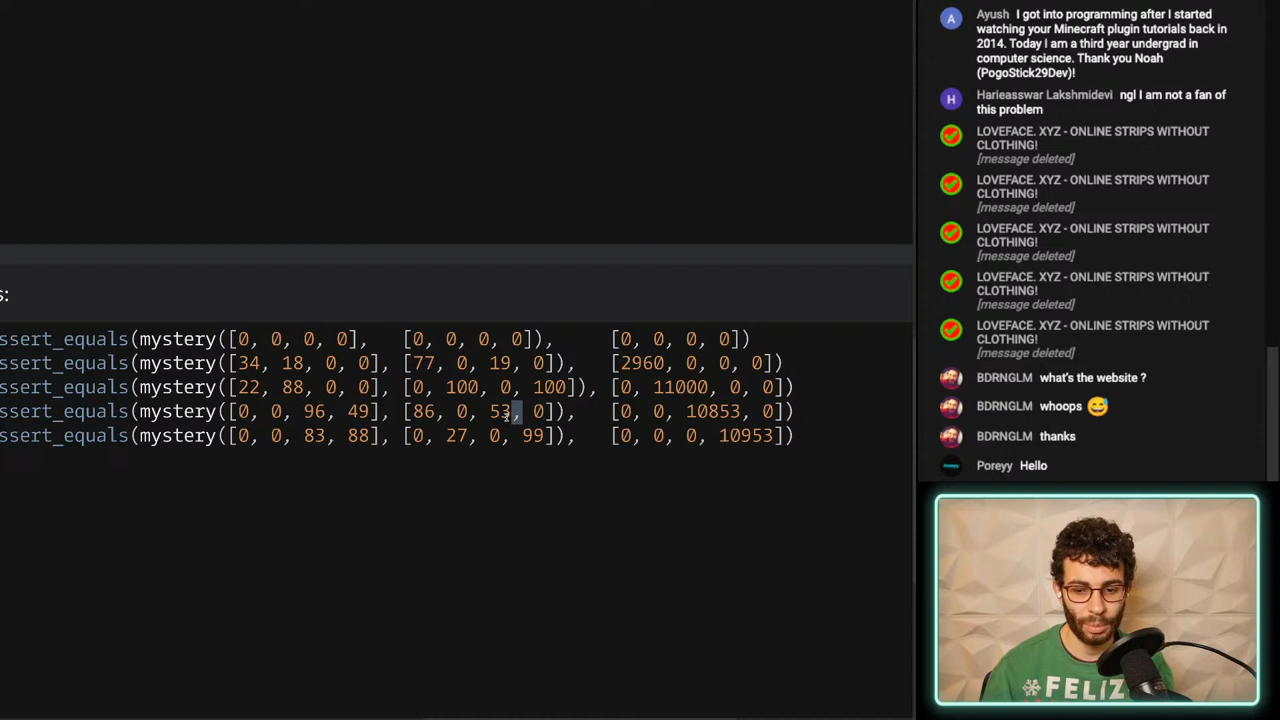 s:
ssert_equals(mystery([0, 0, 0, 0], [0, 0, 0, 0]), [0, 0, 0, 0])
ssert_equals(mystery([34, 18, 0, 0], [77, 0, 19, 0]), [2960, 0, 0, 0])
ssert_equals(mystery([22, 88, 0, 0], [0, 100, 0, 100]), [0, 11000, 0, 0])
ssert_equals(mystery([0, 0, 96, 49], [86, 0, 53, 0]), [0, 0, 10853, 0])
ssert_equals(mystery([0, 0, 83, 88], [0, 27, 0, 99]), [0, 0, 0, 10953])
A Ayush I got into programming after I started
watching your Minecraft plugin tutorials back in
2014. Today I am a third year undergrad in
computer science. Thank you Noah
(PogoStick29Dev)!
H Harieasswar Lakshmidevi ngl I am not a fan of
this problem
LOVEFACE. XYZ - ONLINE STRIPS WITHOUT
CLOTHING!
[message deleted]
LOVEFACE. XYZ - ONLINE STRIPS WITHOUT
CLOTHING!
[message deleted]
LOVEFACE. XYZ - ONLINE STRIPS WITHOUT
CLOTHING!
[message deleted]
LOVEFACE. XYZ - ONLINE STRIPS WITHOUT
CLOTHING!
[message deleted]
LOVEFACE. XYZ - ONLINE STRIPS WITHOUT
CLOTHING!
[message deleted]
BDRNGLM what's the website ?
BDRNGLM whoops 😅
BDRNGLM thanks
Poreyy Hello
FELIZ